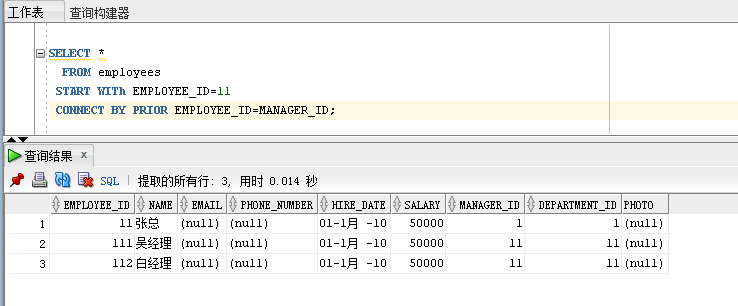 工作表 查询构建器
SELECT *
FROM employees
START WITH EMPLOYEE_ID=11
CONNECT BY PRIOR EMPLOYEE_ID=MANAGER_ID;
查询结果 x
SQL | 提取的所有行: 3, 用时 0.014 秒
EMPLOYEE_ID NAME EMAIL PHONE_NUMBER HIRE_DATE SALARY MANAGER_ID DEPARTMENT_ID PHOTO
1 11 张总 (null) (null) 01-1月 -10 50000 1 1 (null)
2 111 吴经理 (null) (null) 01-1月 -10 50000 11 11 (null)
3 112 白经理 (null) (null) 01-1月 -10 50000 11 11 (null)